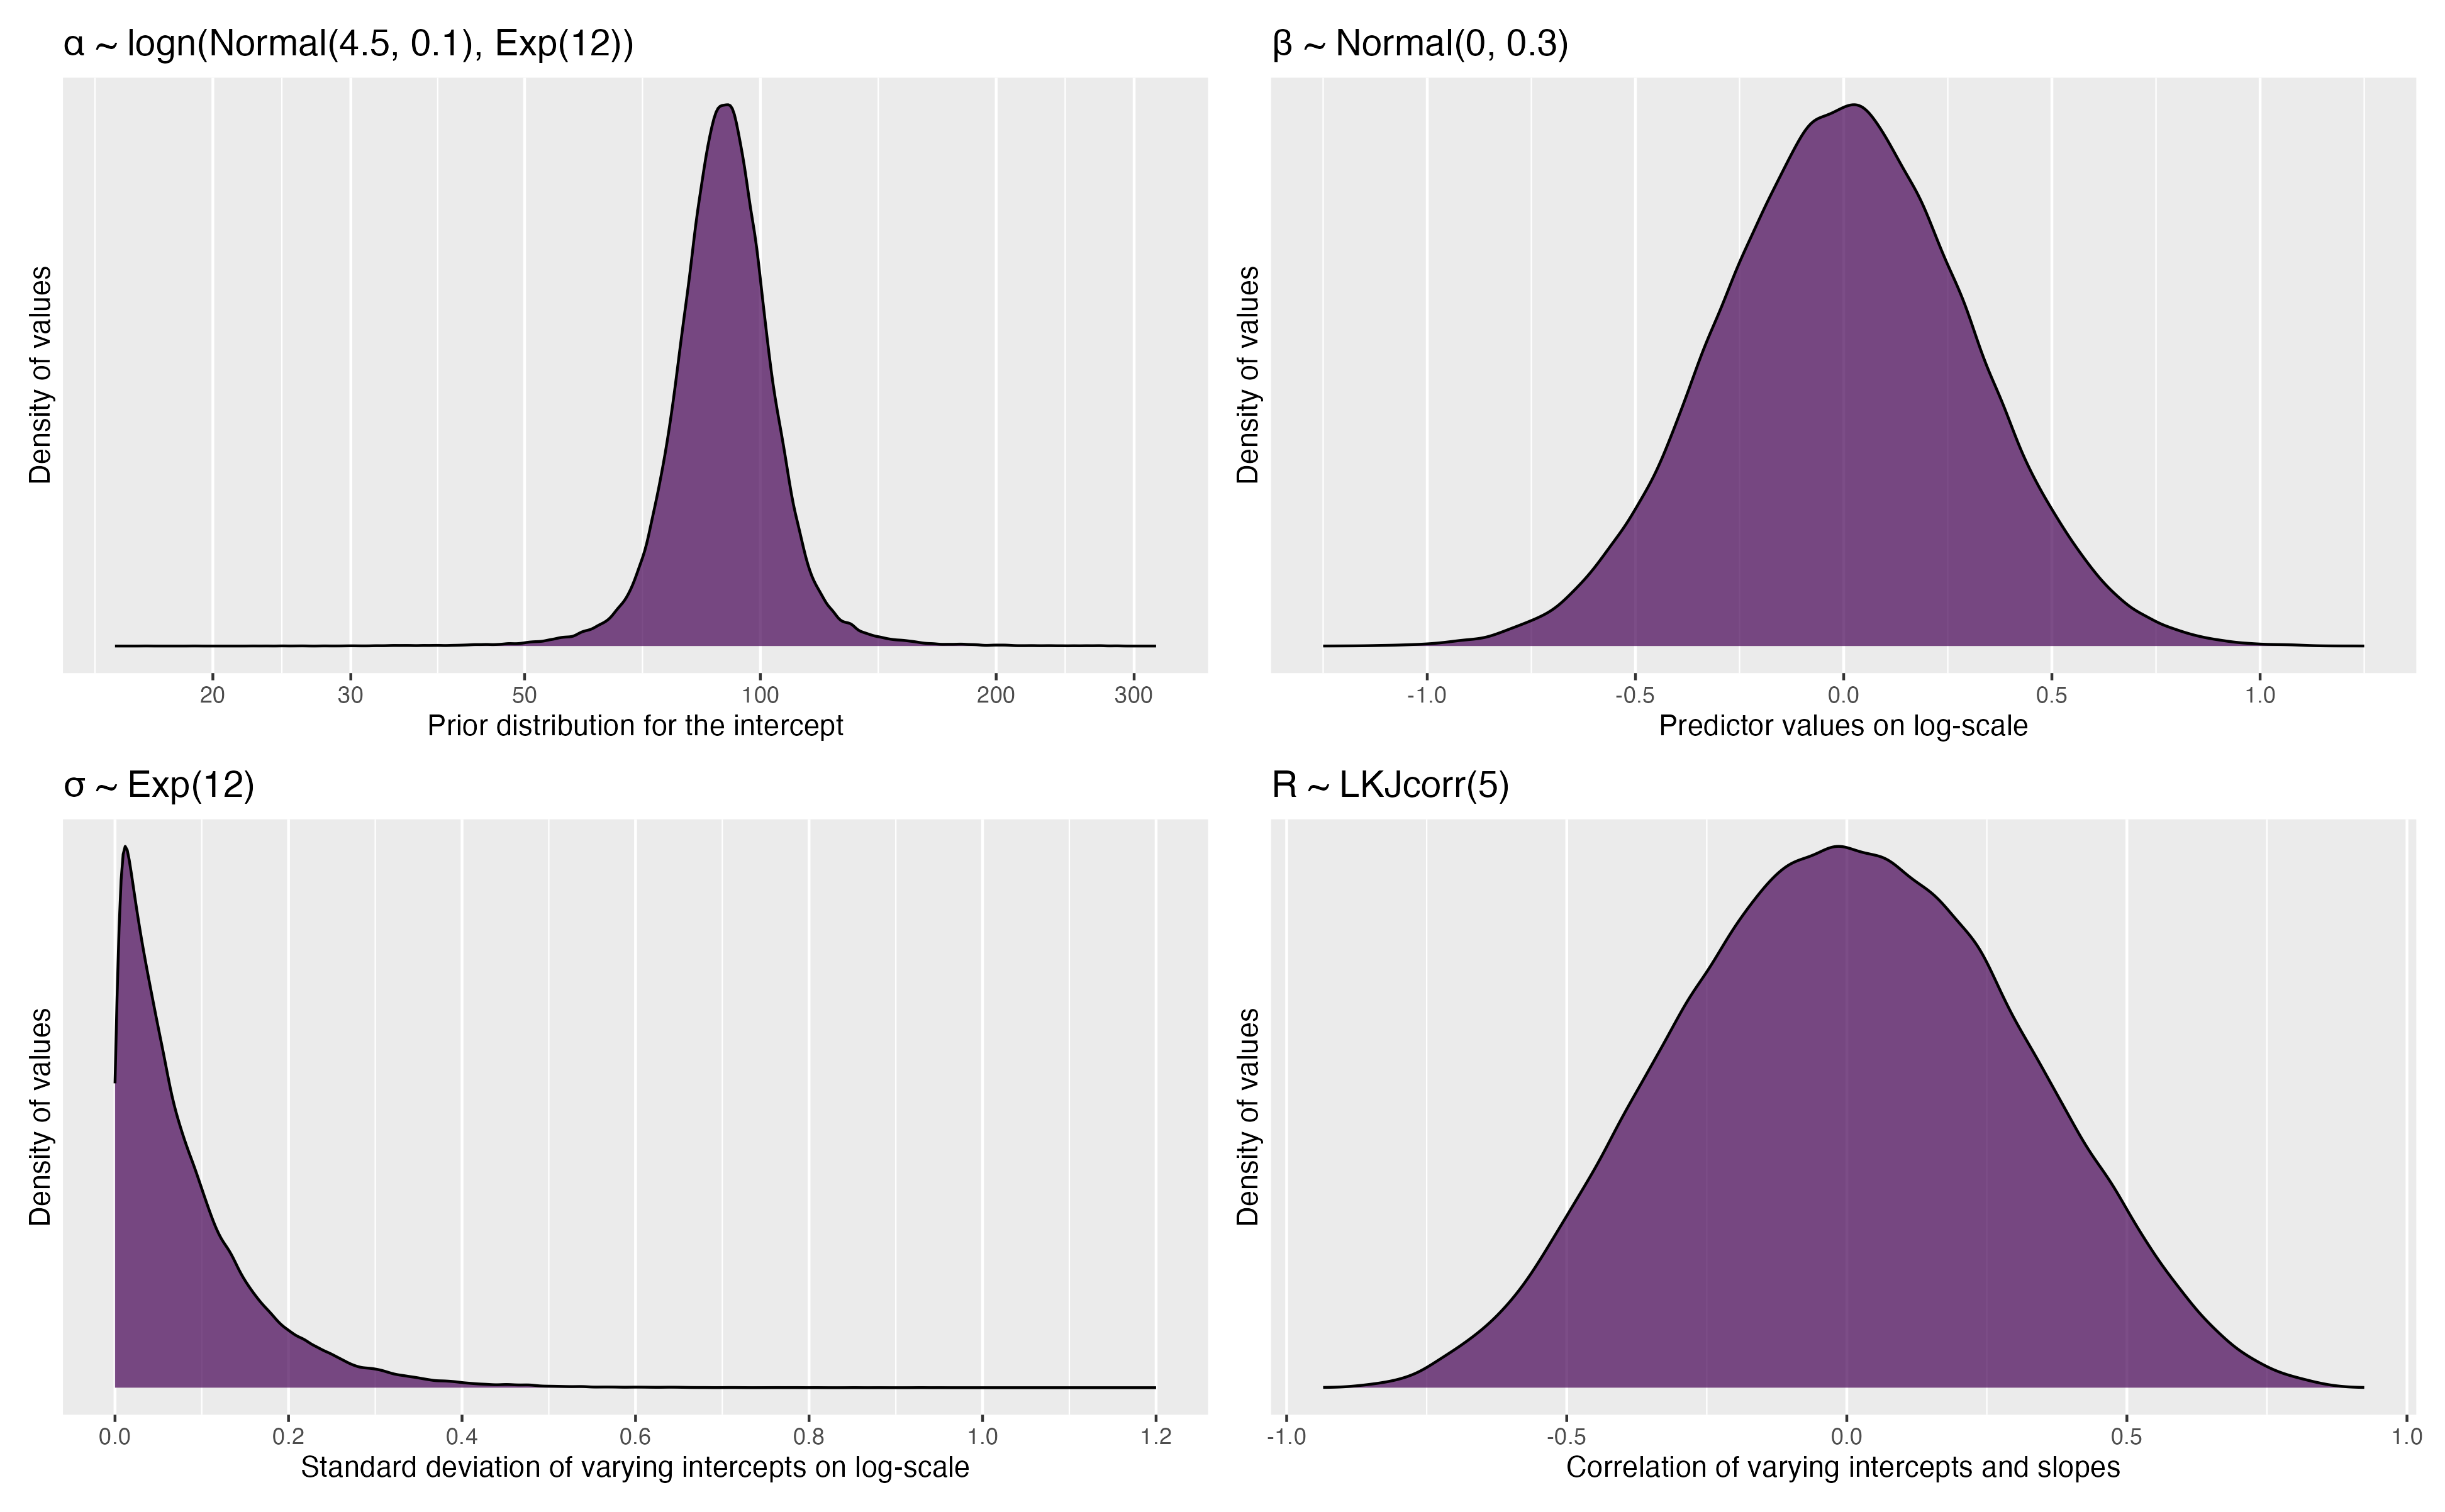 α ~ logn(Normal(4.5, 0.1), Exp(12))
Density of values
20 30 50 100 200 300
Prior distribution for the intercept
β ~ Normal(0, 0.3)
Density of values
-1.0 -0.5 0.0 0.5 1.0
Predictor values on log-scale
σ ~ Exp(12)
Density of values
0.0 0.2 0.4 0.6 0.8 1.0 1.2
Standard deviation of varying intercepts on log-scale
R ~ LKJcorr(5)
Density of values
-1.0 -0.5 0.0 0.5 1.0
Correlation of varying intercepts and slopes